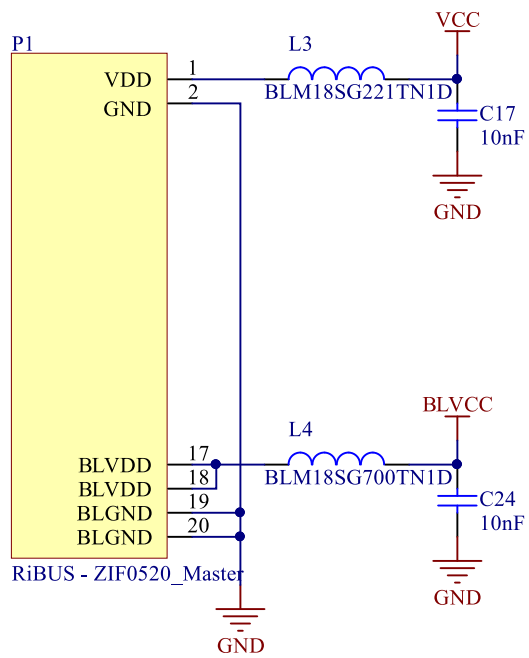 P1
VDD
1
GND
2
L3
BLM18SG221TN1D
VCC
C17
10nF
GND
BLVDD
17
BLVDD
18
BLGND
19
BLGND
20
L4
BLM18SG700TN1D
BLVCC
C24
10nF
GND
RiBUS - ZIF0520_Master
GND